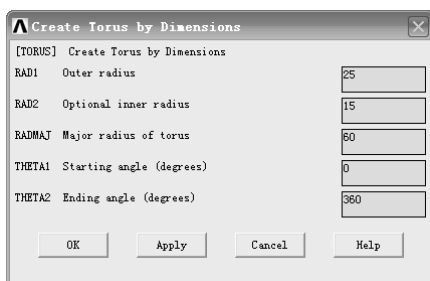 Create Torus by Dimensions
[TORUS] Create Torus by Dimensions
RAD1 Outer radius 25
RAD2 Optional inner radius 15
RADMAJ Major radius of torus 60
THETA1 Starting angle (degrees) 0
THETA2 Ending angle (degrees) 360
OK Apply Cancel Help